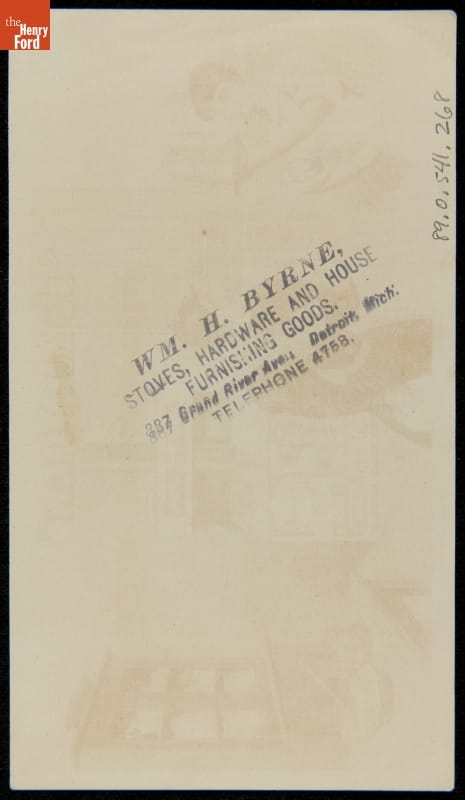 the
Henry
Ford
89.0.541.268
WM. H. BYRNE,
STOVES, HARDWARE AND HOUSE
FURNISHING GOODS.
Grand River Ave., Detroit, Mich.
TELEPHONE 4758.